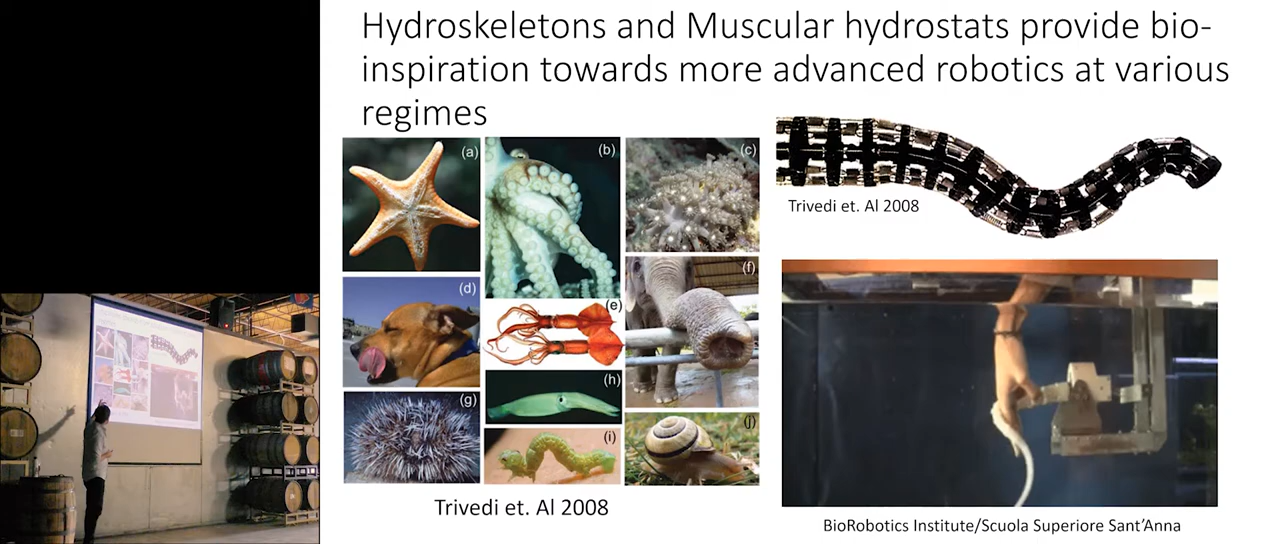 Hydroskeletons and Muscular hydrostats provide bio-
inspiration towards more advanced robotics at various
regimes
(a)
(b)
(c)
(d)
(e)
(f)
(g)
(h)
(i)
(j)
Trivedi et. Al 2008
Trivedi et. Al 2008
BioRobotics Institute/Scuola Superiore Sant'Anna